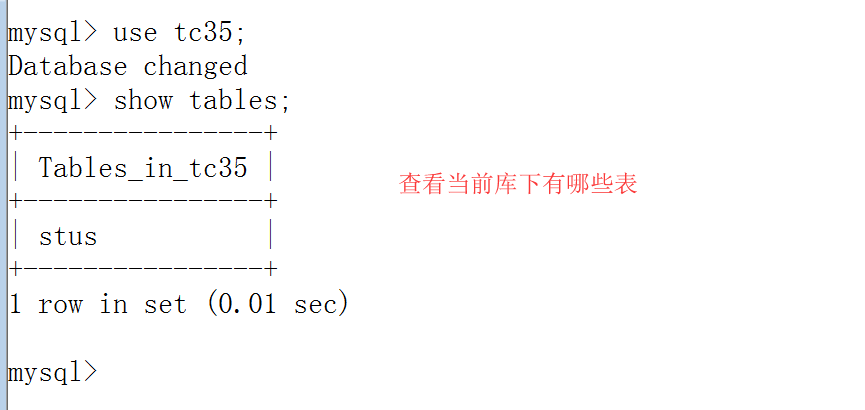 mysql> use tc35;
Database changed
mysql> show tables;
+----------------+
| Tables_in_tc35 |
+----------------+
| stus           |
+----------------+
1 row in set (0.01 sec)
mysql>
查看当前库下有哪些表